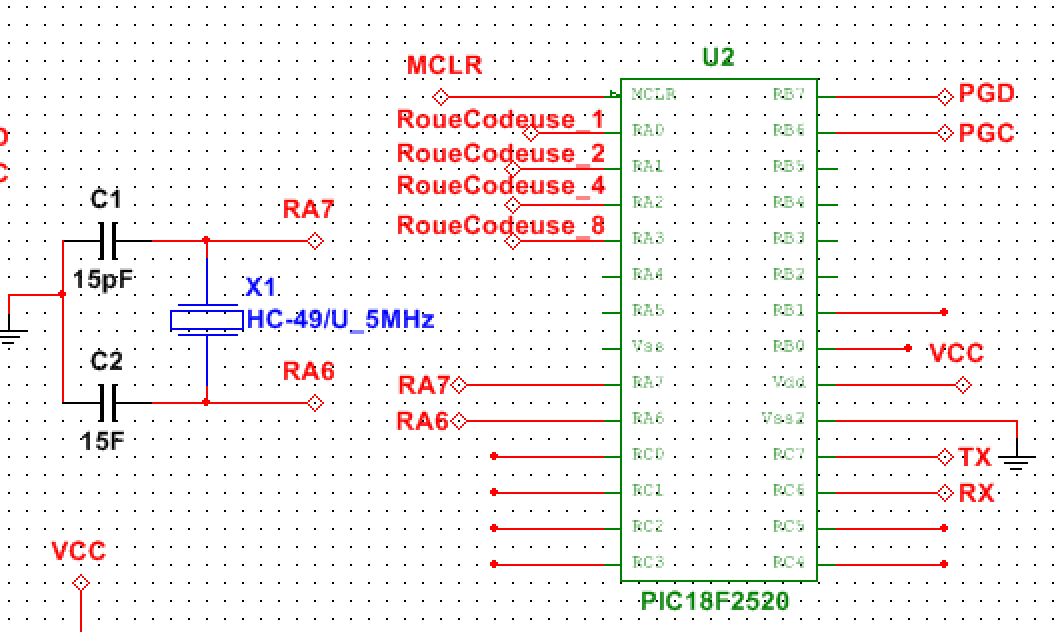 U2
MCLR
MCLR RB7 PGD
RoueCodeuse_1
RA0 RB6 PGC
RoueCodeuse_2
RA1 RB5
RoueCodeuse_4
RA2 RB4
RoueCodeuse_8
RA3 RB3
RA4 RB2
RA5 RB1
Vss RB0 VCC
RA7 RA7 Vdd
RA6 RA6 Vss2
RC0 RC7 TX
RC1 RC6 RX
RC2 RC5
RC3 RC4
PIC18F2520
C1
RA7
15pF
X1
HC-49/U_5MHz
C2
RA6
15F
VCC